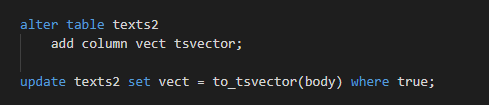 alter table texts2
    add column vect tsvector;

update texts2 set vect = to_tsvector(body) where true;